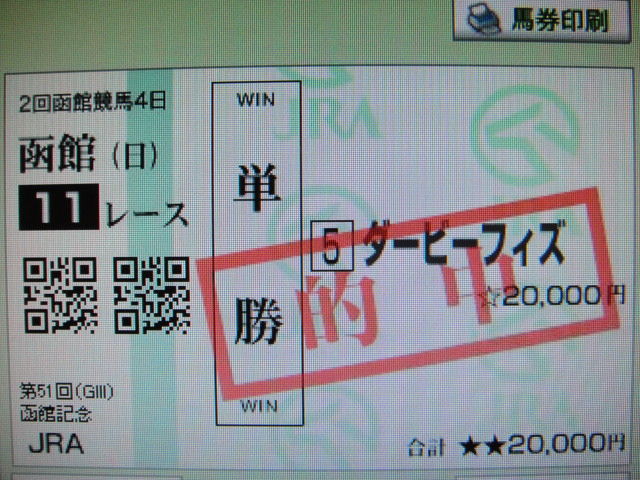 馬券印刷
2回函館競馬4日
函館(日)
11レース
WIN
単勝
WIN
JRA
5 ダービーフィズ
☆20,000円
的中
第51回(GIII)
函館記念
JRA
合計 ★★20,000円